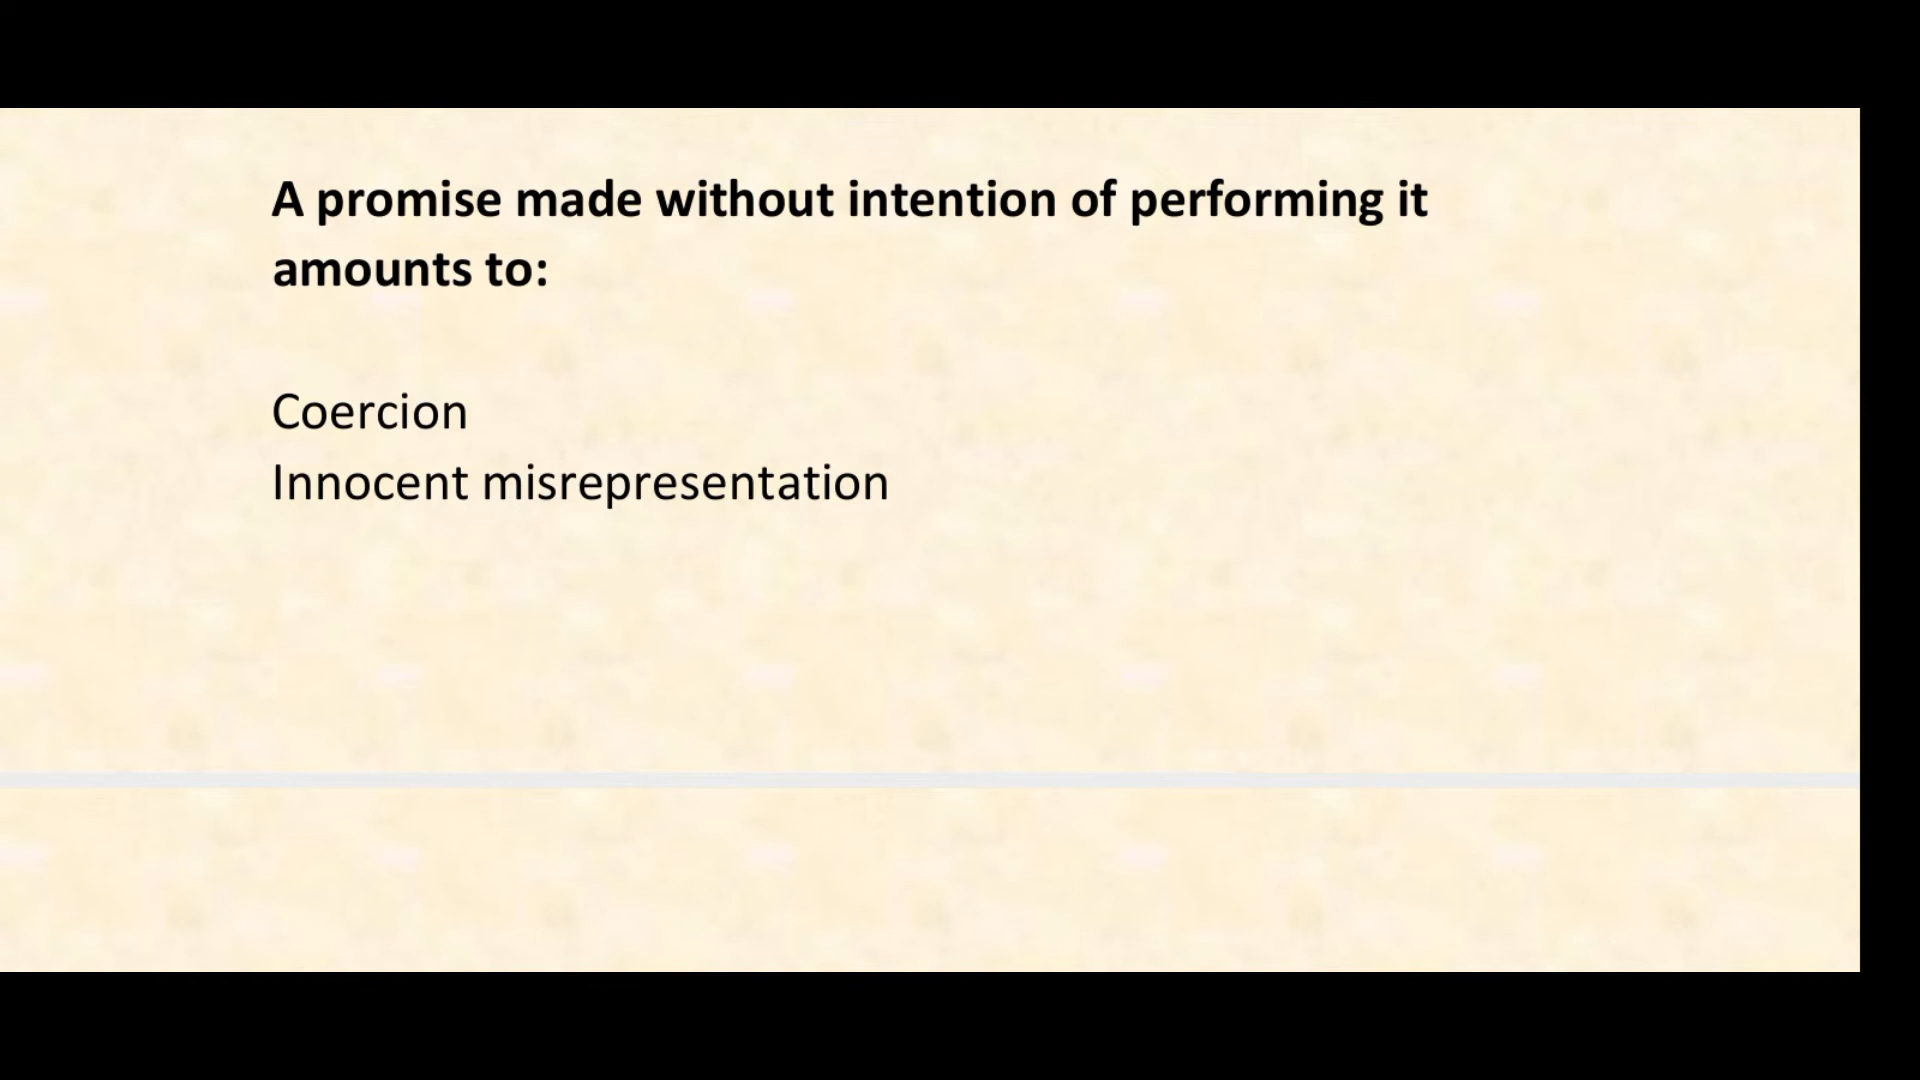 A promise made without intention of performing it
amounts to:
Coercion
Innocent misrepresentation